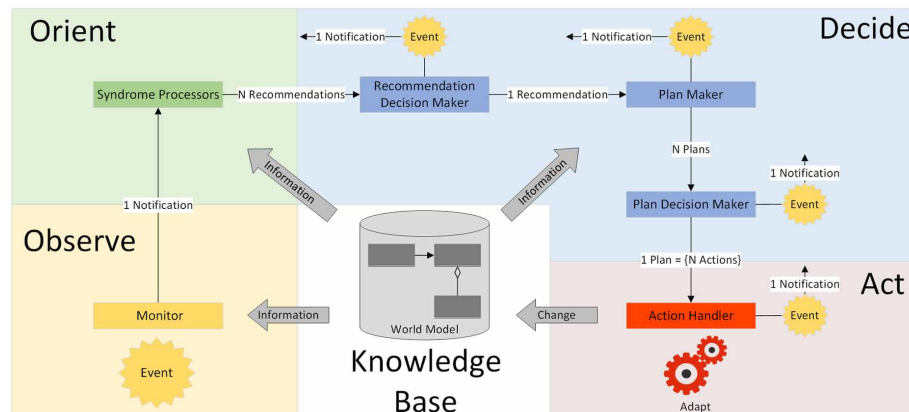 Orient
Decide
Event
Event
1 Notification
1 Notification
Syndrome Processors
N Recommendations
Recommendation
Decision Maker
1 Recommendation
Plan Maker
N Plans
Information
Information
1 Notification
1 Notification
Plan Decision Maker
Event
Observe
1 Plan = {N Actions}
Act
1 Notification
Monitor
Information
World Model
Change
Action Handler
Event
Knowledge
Base
Event
Adapt